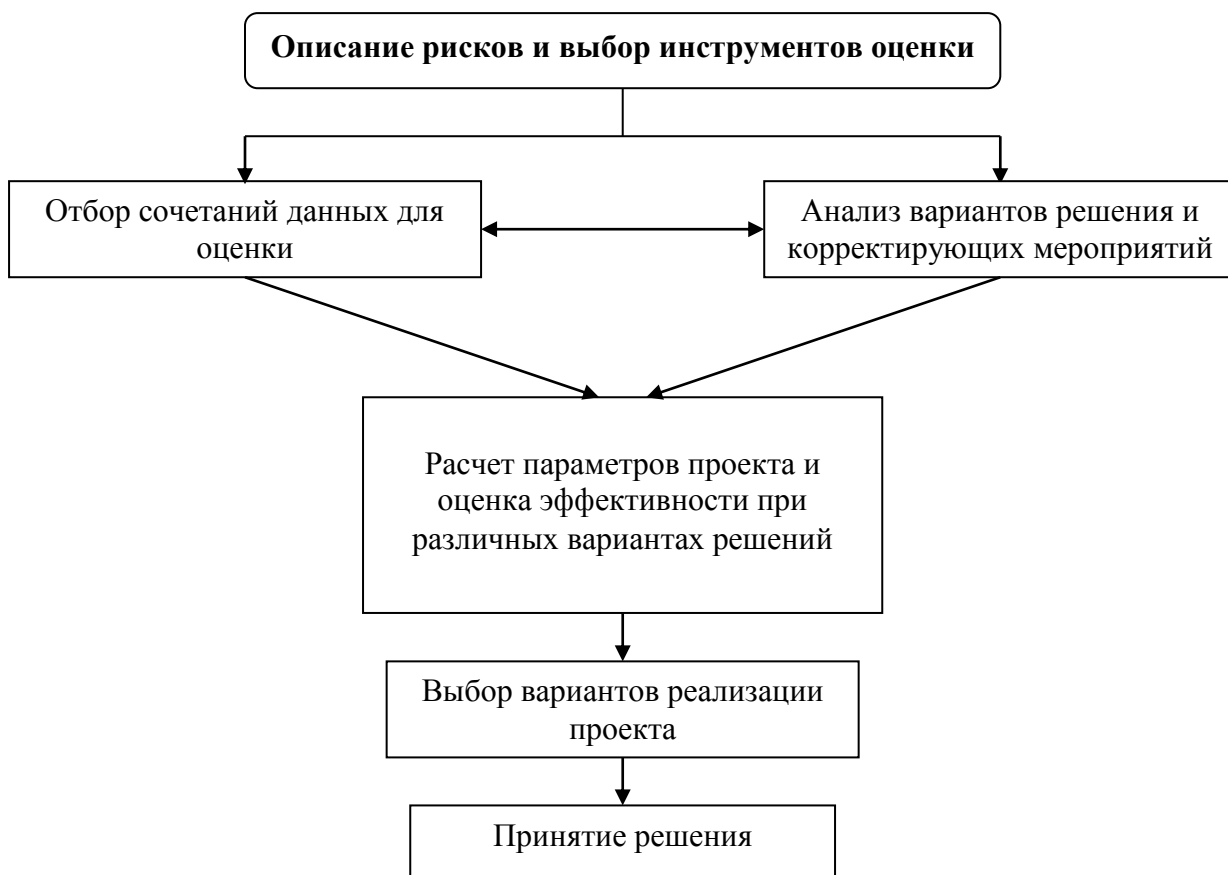 Описание рисков и выбор инструментов оценки
Отбор сочетаний данных для
оценки
Анализ вариантов решения и
корректирующих мероприятий
Расчет параметров проекта и
оценка эффективности при
различных вариантах решений
Выбор вариантов реализации
проекта
Принятие решения